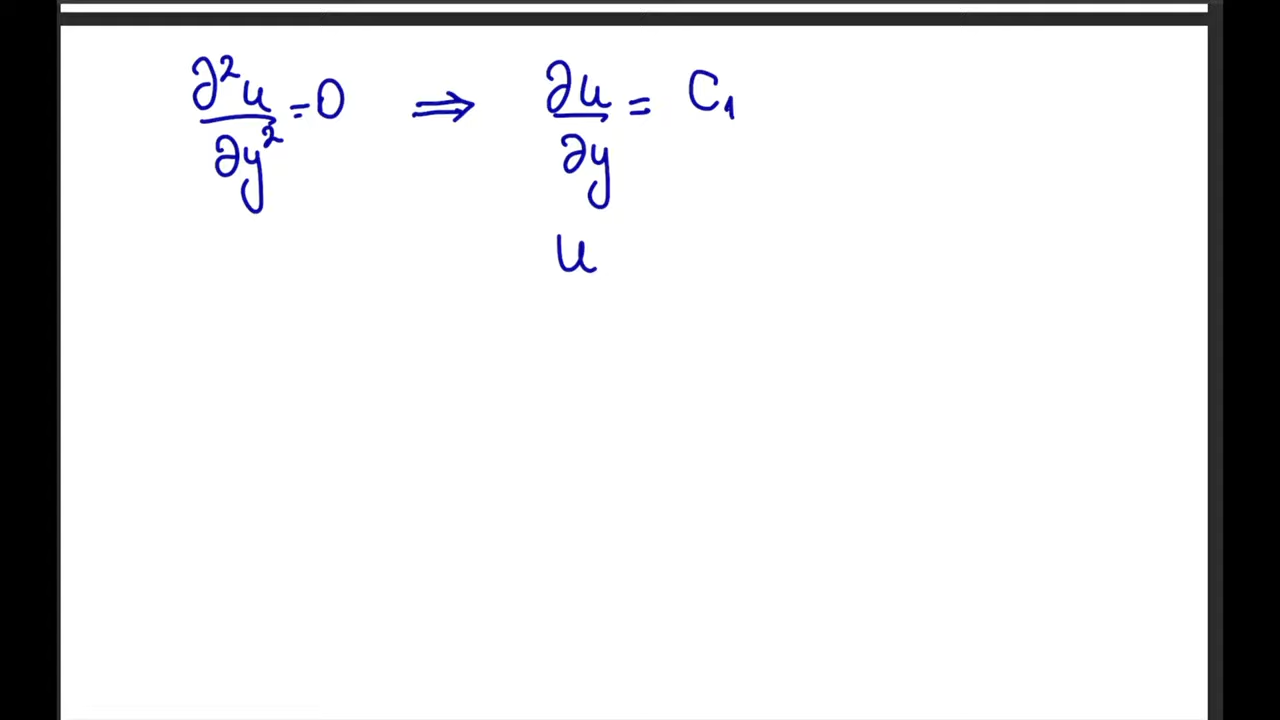 ∂²u/∂y² = 0 ⇒ ∂u/∂y = C₁
u